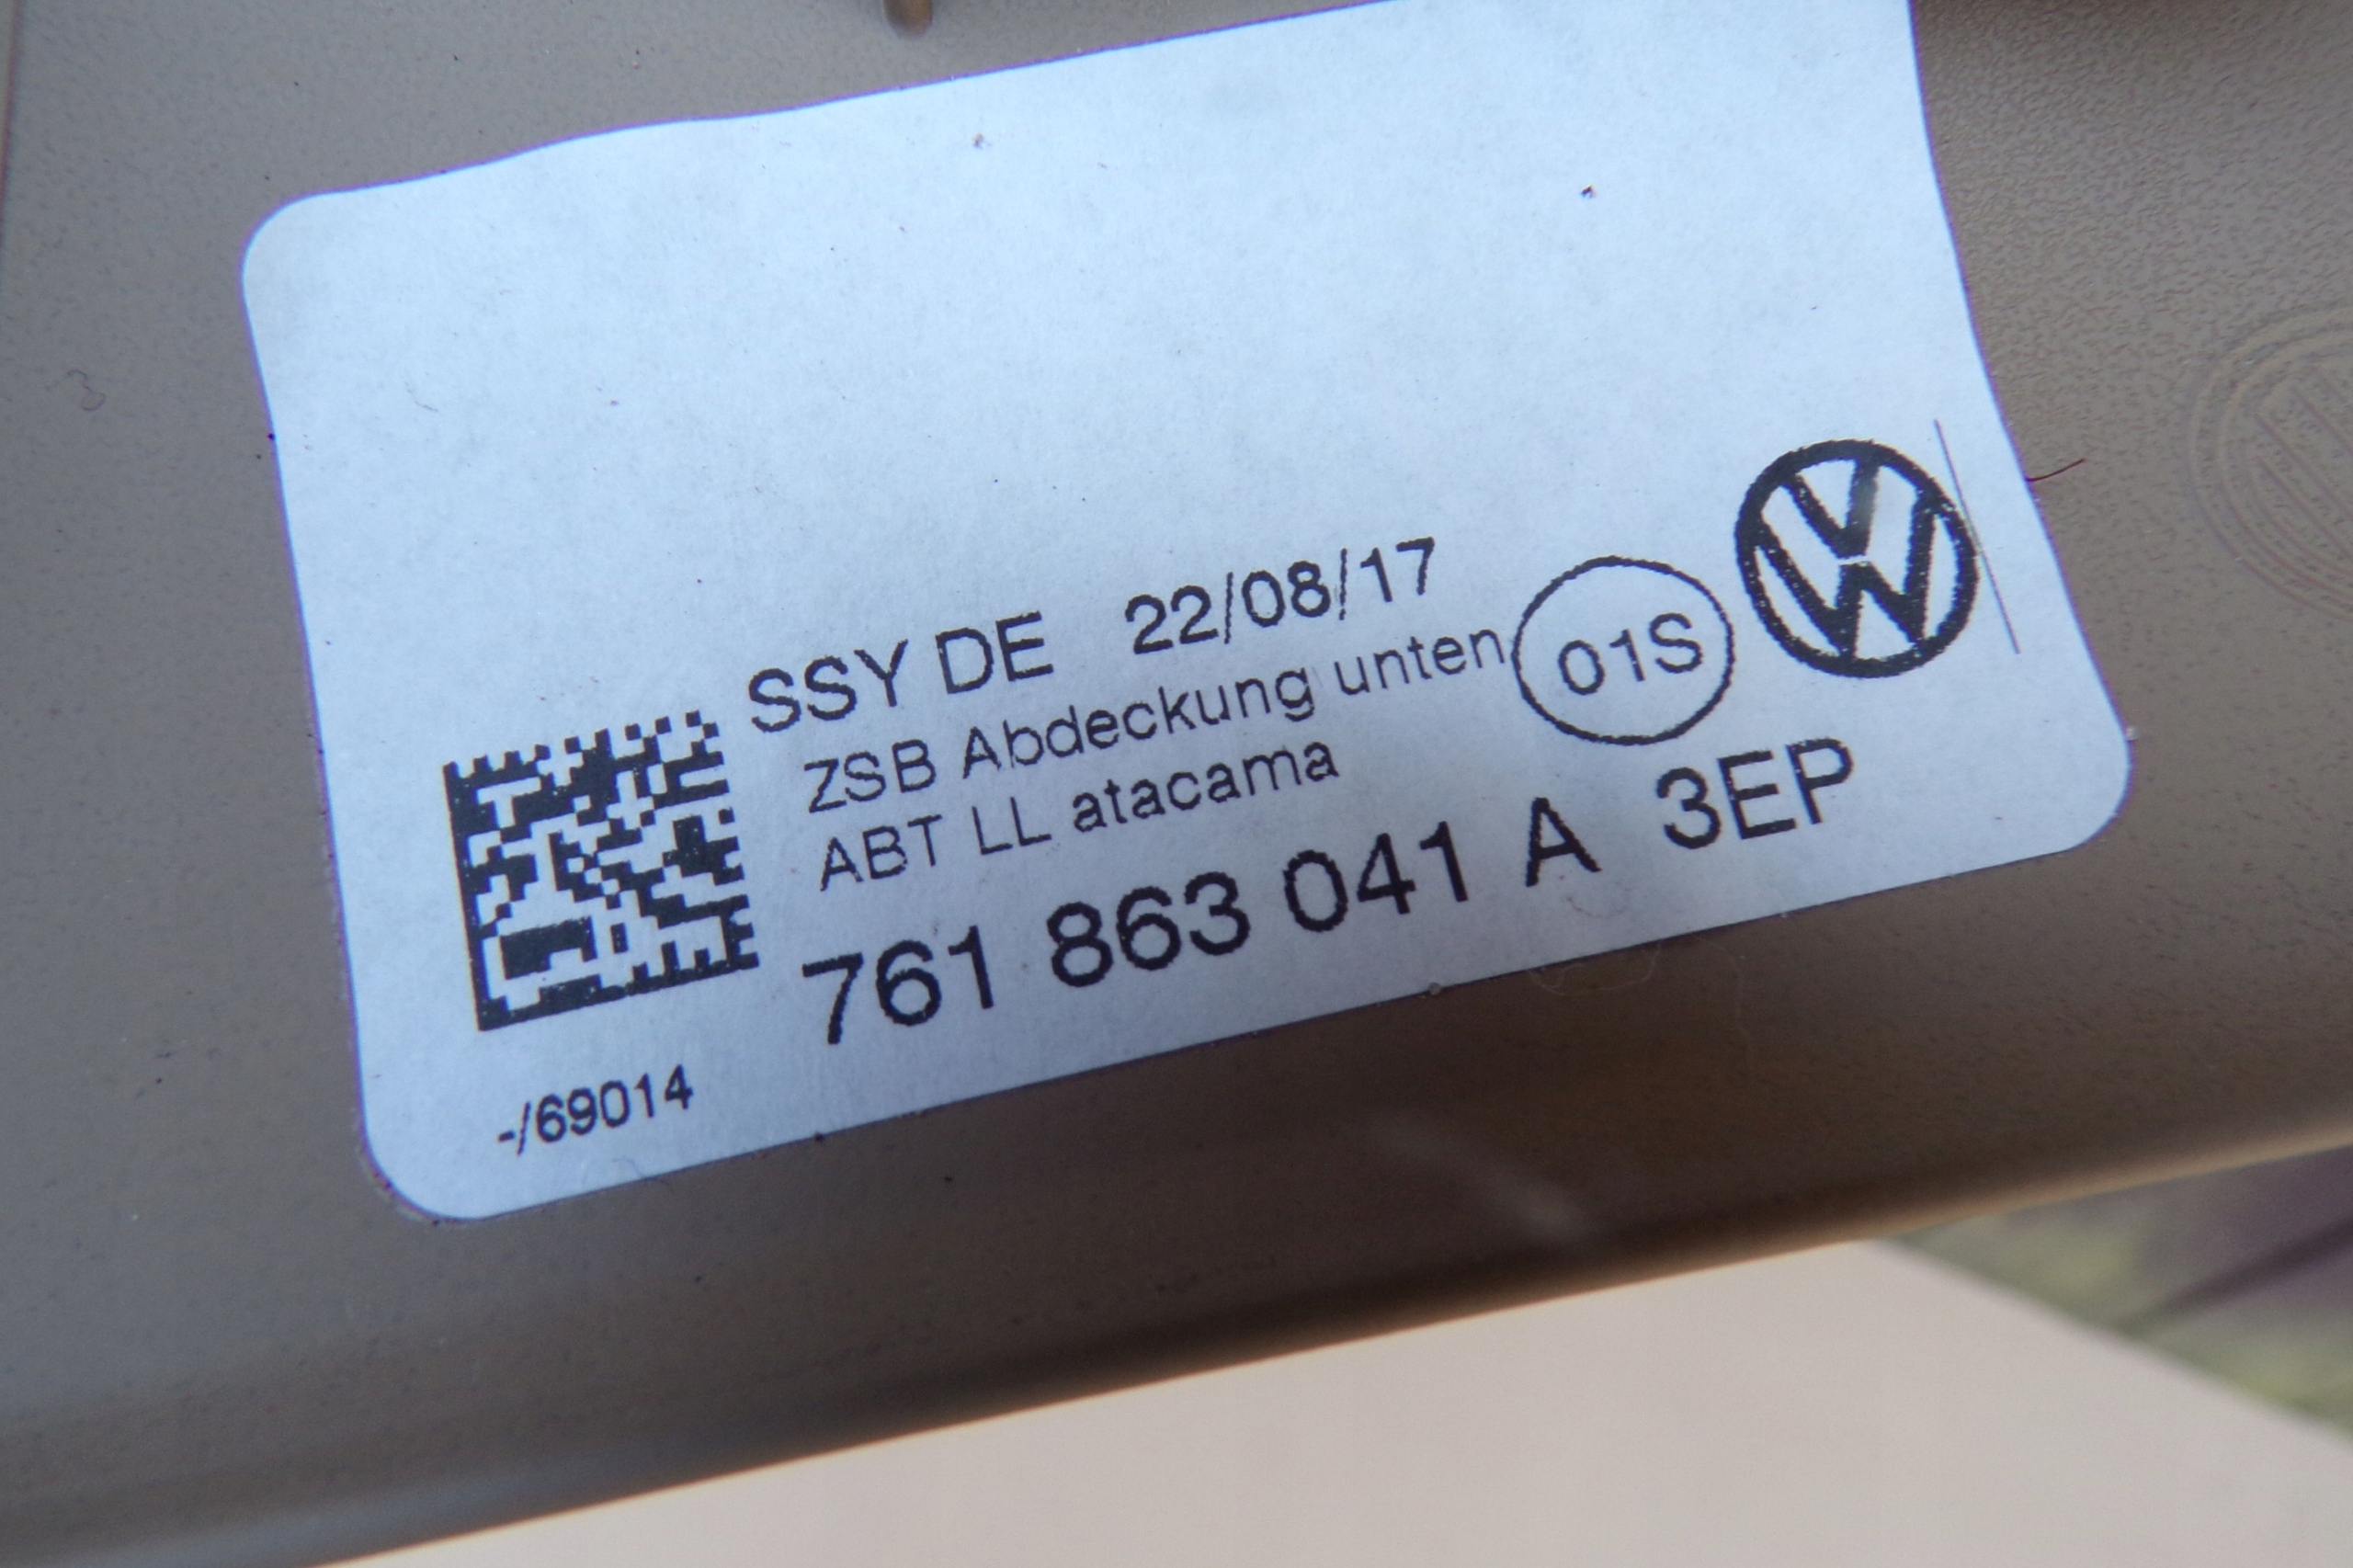 SSY DE 22/08/17
ZSB Abdeckung unten
01S
ABT LL atacama
761 863 041 A 3EP
-/69014